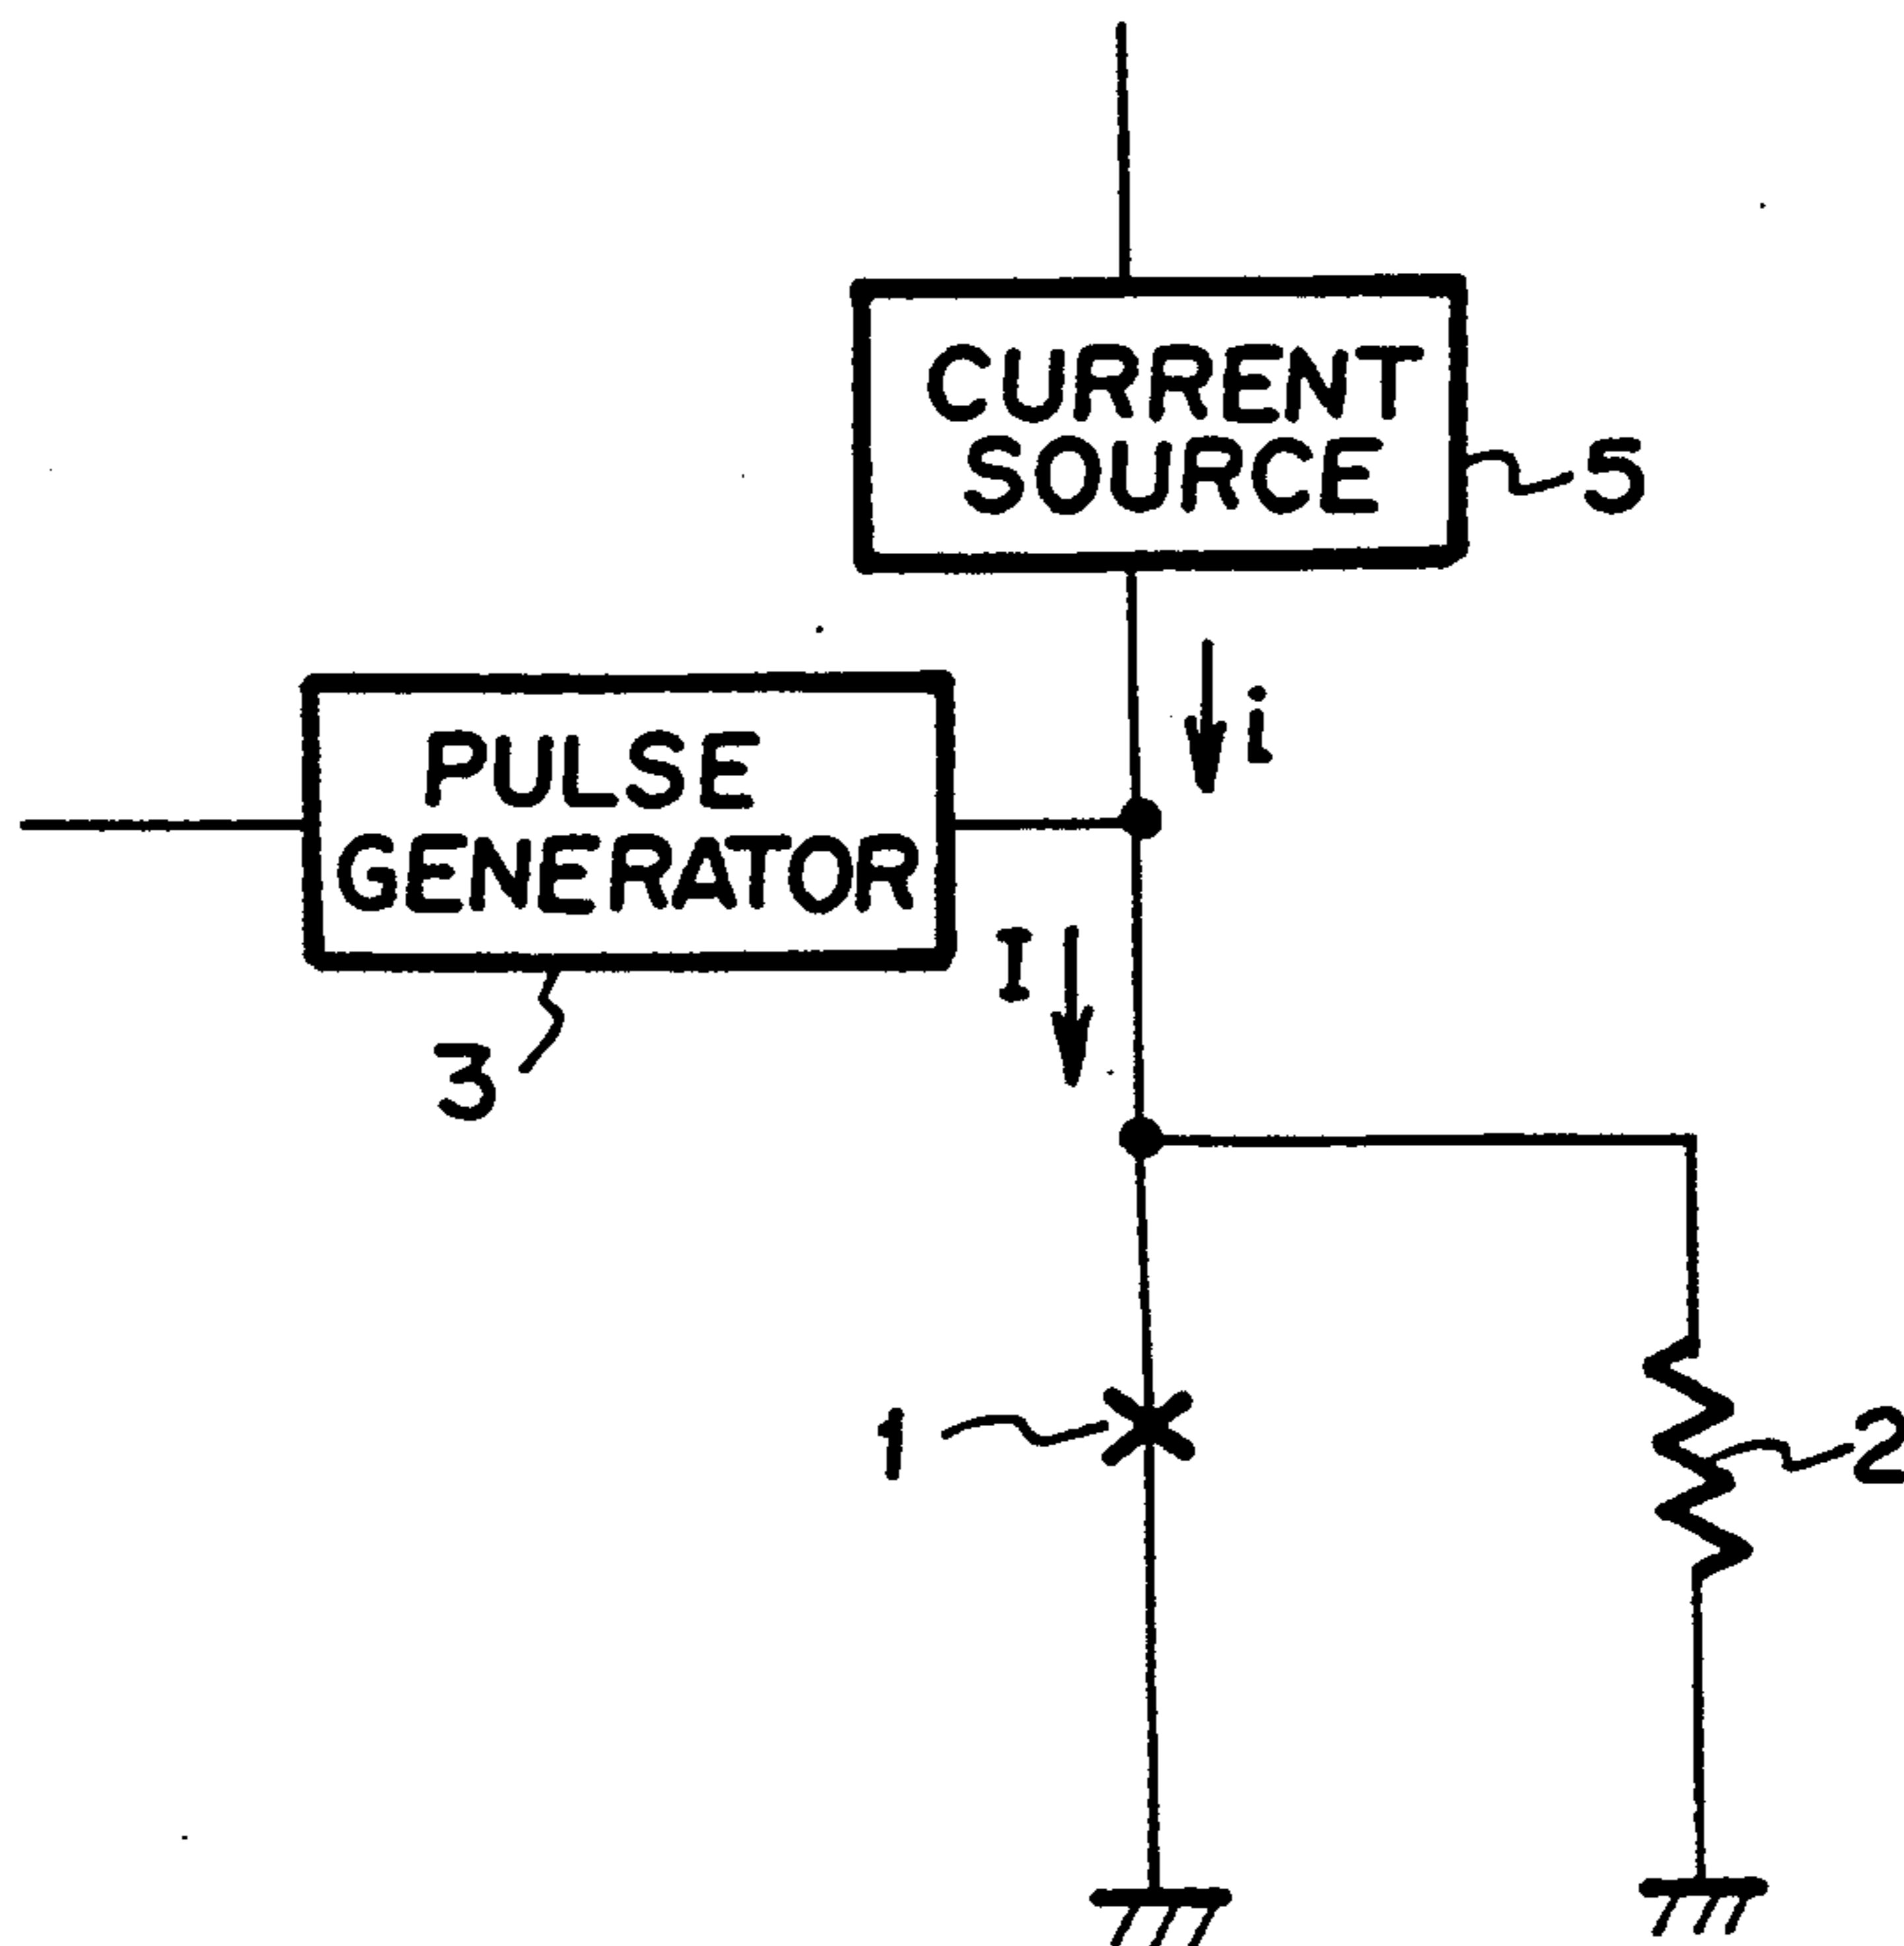 CURRENT
SOURCE
5
i
PULSE
GENERATOR
I
3
1
2